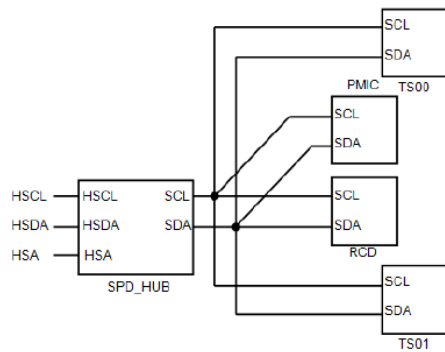 SCL
SDA
TS00
PMIC
SCL
SDA
HSCL HSCL SCL SCL
HSDA HSDA SDA SDA
HSA HSA
RCD
SPD_HUB
SCL
SDA
TS01